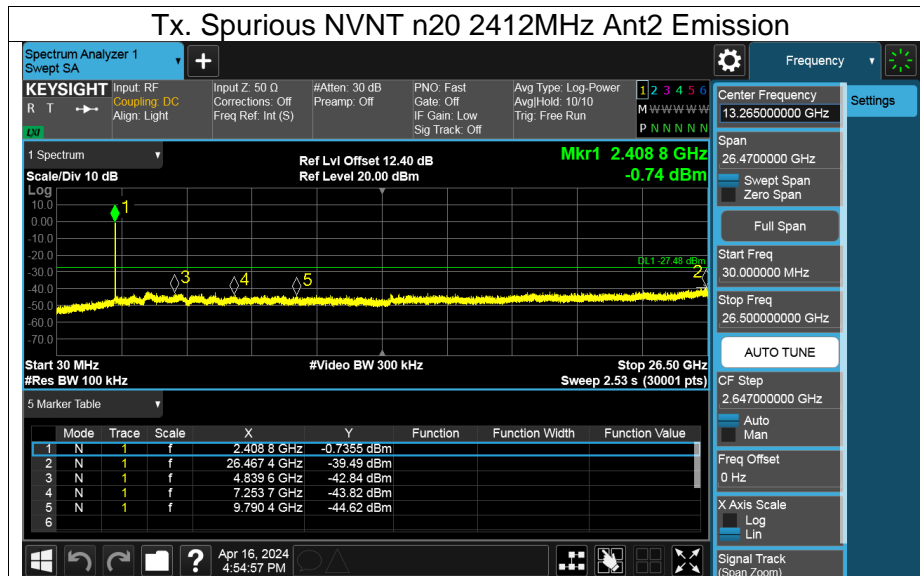 Tx. Spurious NVNT n20 2412MHz Ant2 Emission
Spectrum Analyzer 1
Swept SA
+
Frequency
KEYSIGHT
R T
LXI
Input: RF
Coupling: DC
Align: Light
Input Z: 50 Ω
Corrections: Off
Freq Ref: Int (S)
#Atten: 30 dB
Preamp: Off
PNO: Fast
Gate: Off
IF Gain: Low
Sig Track: Off
Avg Type: Log-Power
Avg|Hold: 10/10
Trig: Free Run
1 2 3 4 5 6
M W W W W W
P N N N N N
1 Spectrum
Scale/Div 10 dB
Ref Lvl Offset 12.40 dB
Ref Level 20.00 dBm
Mkr1 2.408 8 GHz
-0.74 dBm
Log
10.0
0.00
-10.0
-20.0
-30.0
-40.0
-50.0
-60.0
-70.0
1
3
4
5
2
DL1 -27.48 dBm
Start 30 MHz
#Res BW 100 kHz
#Video BW 300 kHz
Stop 26.50 GHz
Sweep 2.53 s (30001 pts)
5 Marker Table
Mode Trace Scale X Y Function Function Width Function Value
1 N 1 f 2.408 8 GHz -0.7355 dBm
2 N 1 f 26.467 4 GHz -39.49 dBm
3 N 1 f 4.839 6 GHz -42.84 dBm
4 N 1 f 7.253 7 GHz -43.82 dBm
5 N 1 f 9.790 4 GHz -44.62 dBm
6
?
Apr 16, 2024
4:54:57 PM
Center Frequency
13.265000000 GHz
Settings
Span
26.4700000 GHz
Swept Span
Zero Span
Full Span
Start Freq
30.000000 MHz
Stop Freq
26.500000000 GHz
AUTO TUNE
CF Step
2.647000000 GHz
Auto
Man
Freq Offset
0 Hz
X Axis Scale
Log
Lin
Signal Track
(Span Zoom)